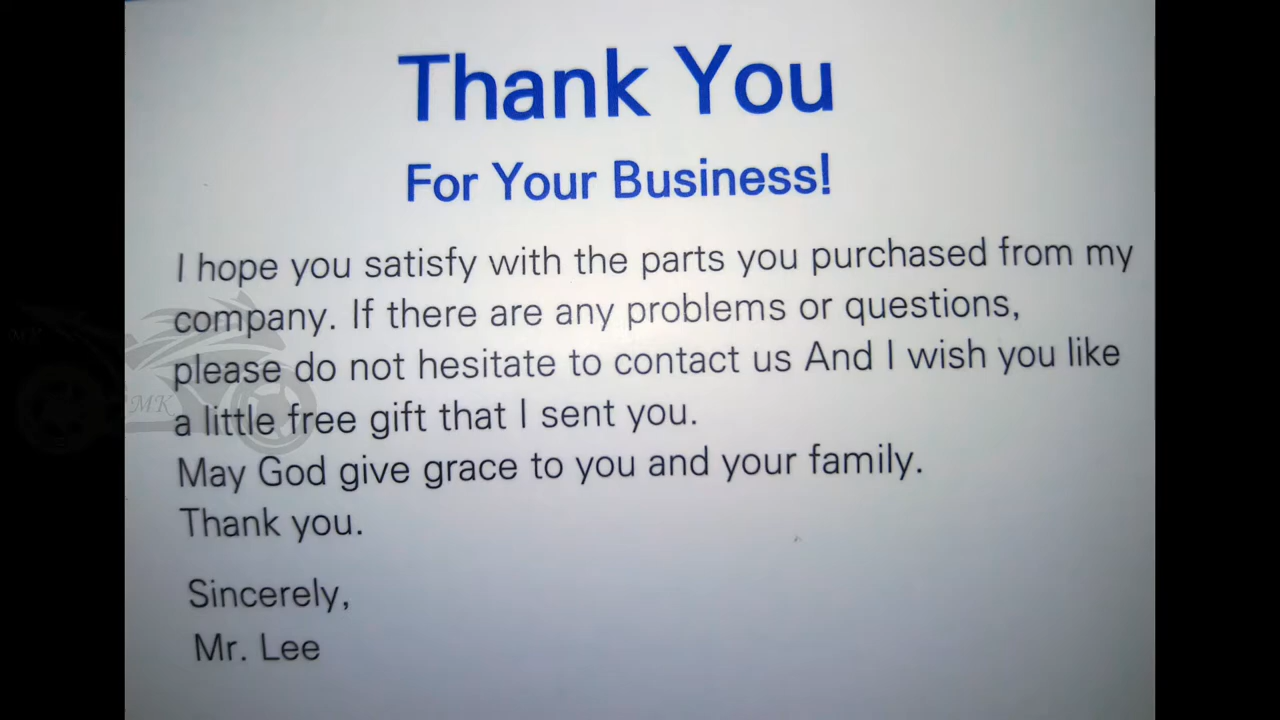 Thank You
For Your Business!
I hope you satisfy with the parts you purchased from my
company. If there are any problems or questions,
please do not hesitate to contact us And I wish you like
a little free gift that I sent you.
May God give grace to you and your family.
Thank you.
Sincerely,
Mr. Lee
MK